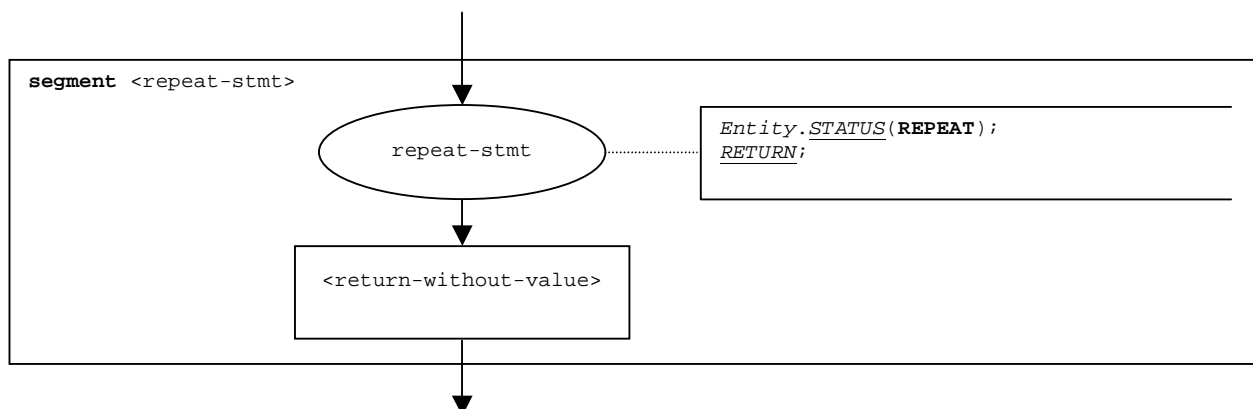 segment <repeat-stmt>
repeat-stmt
Entity.STATUS(REPEAT);
RETURN;
<return-without-value>